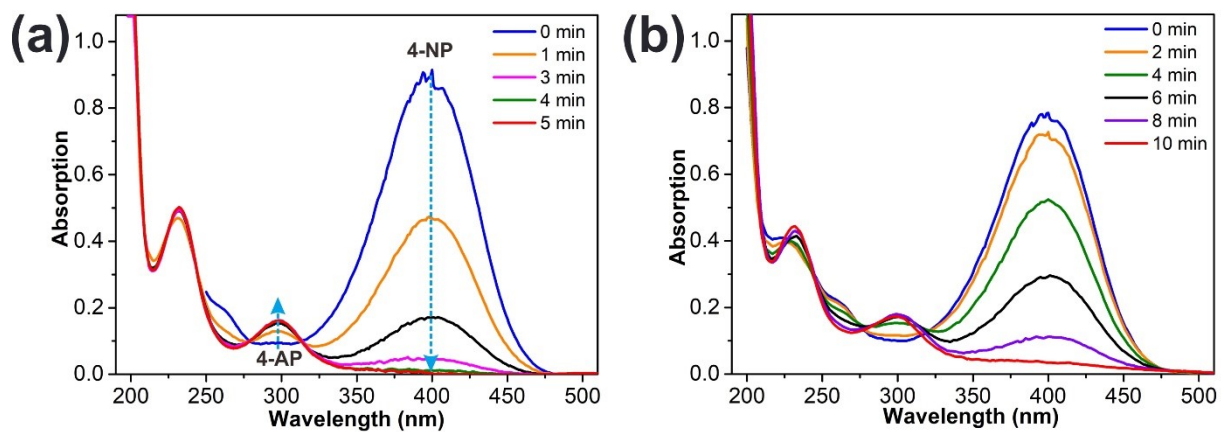 (a)
1.0
0.8
0.6
0.4
0.2
0.0
Absorption
4-NP
4-AP
0 min
1 min
3 min
4 min
5 min
200 250 300 350 400 450 500
Wavelength (nm)
(b)
1.0
0.8
0.6
0.4
0.2
0.0
Absorption
0 min
2 min
4 min
6 min
8 min
10 min
200 250 300 350 400 450 500
Wavelength (nm)